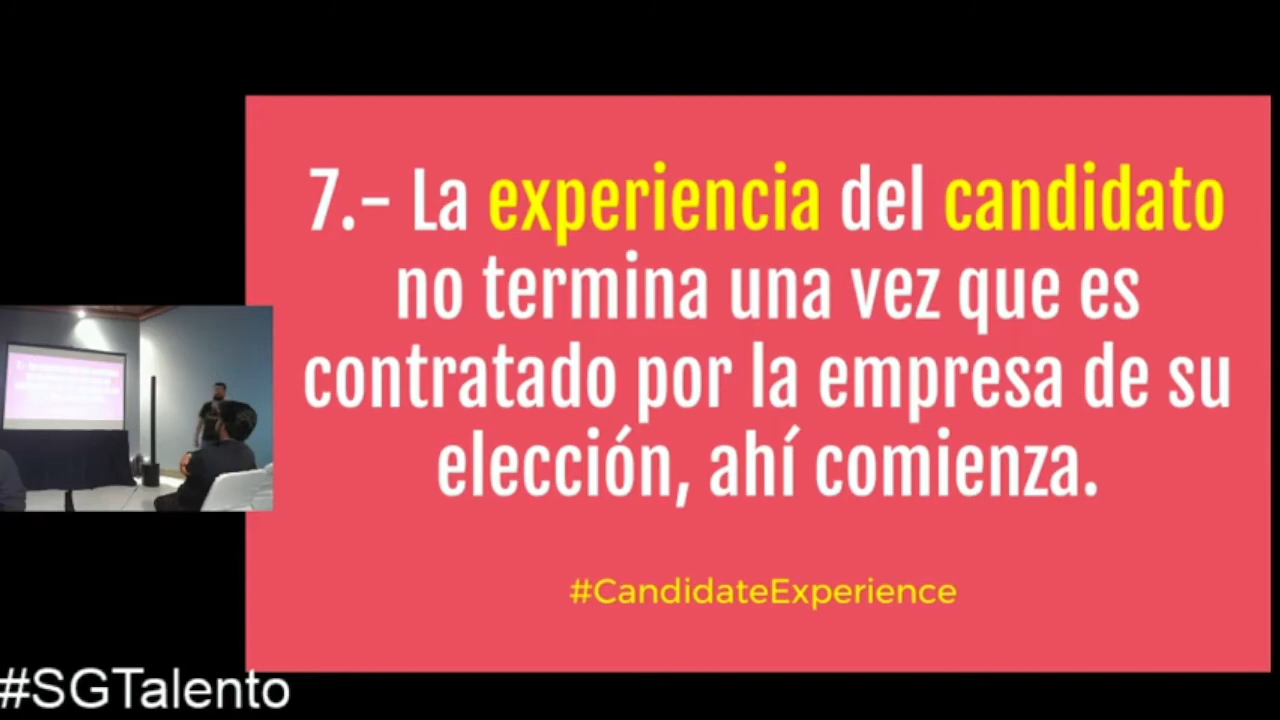 7.- La experiencia del candidato
no termina una vez que es
contratado por la empresa de su
elección, ahí comienza.
#CandidateExperience
#SGTalento